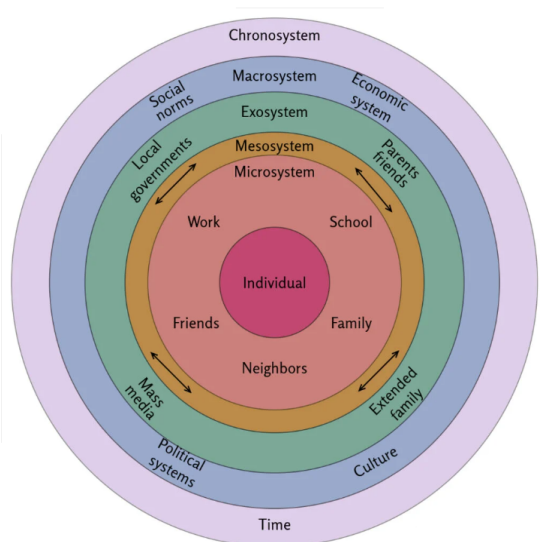 Chronosystem
Macrosystem
Social
norms
Economic
system
Exosystem
Local
governments
Parents
friends
Mesosystem
Microsystem
Work
School
Individual
Friends
Family
Neighbors
Mass
media
Extended
family
Political
systems
Culture
Time